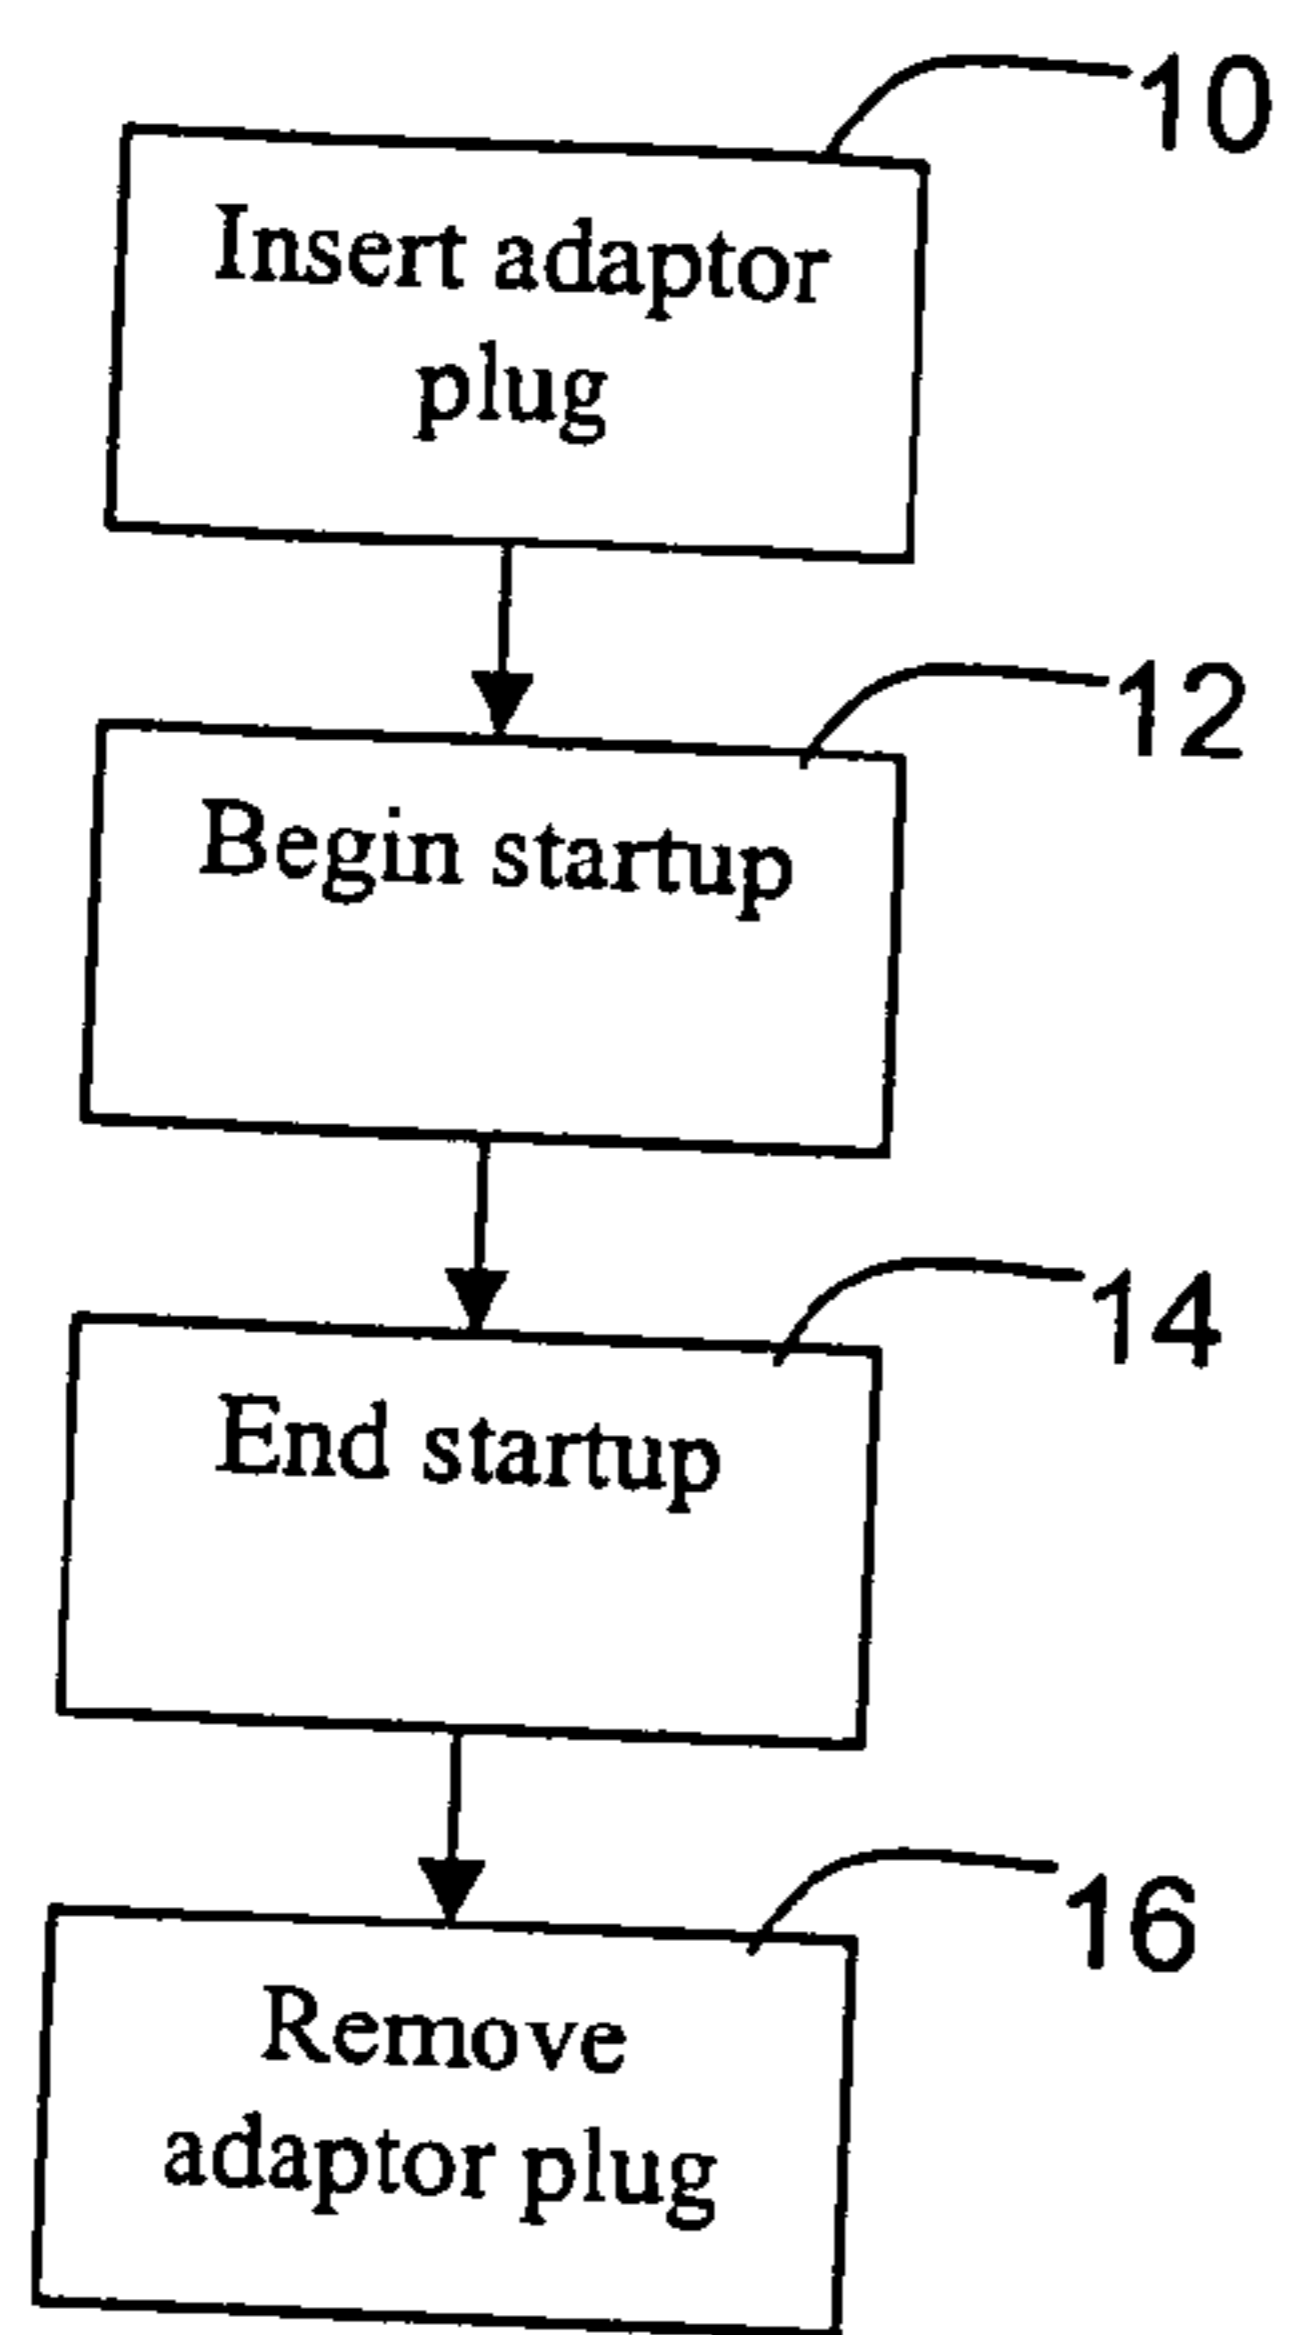 10
Insert adaptor
plug
12
Begin startup
14
End startup
16
Remove
adaptor plug